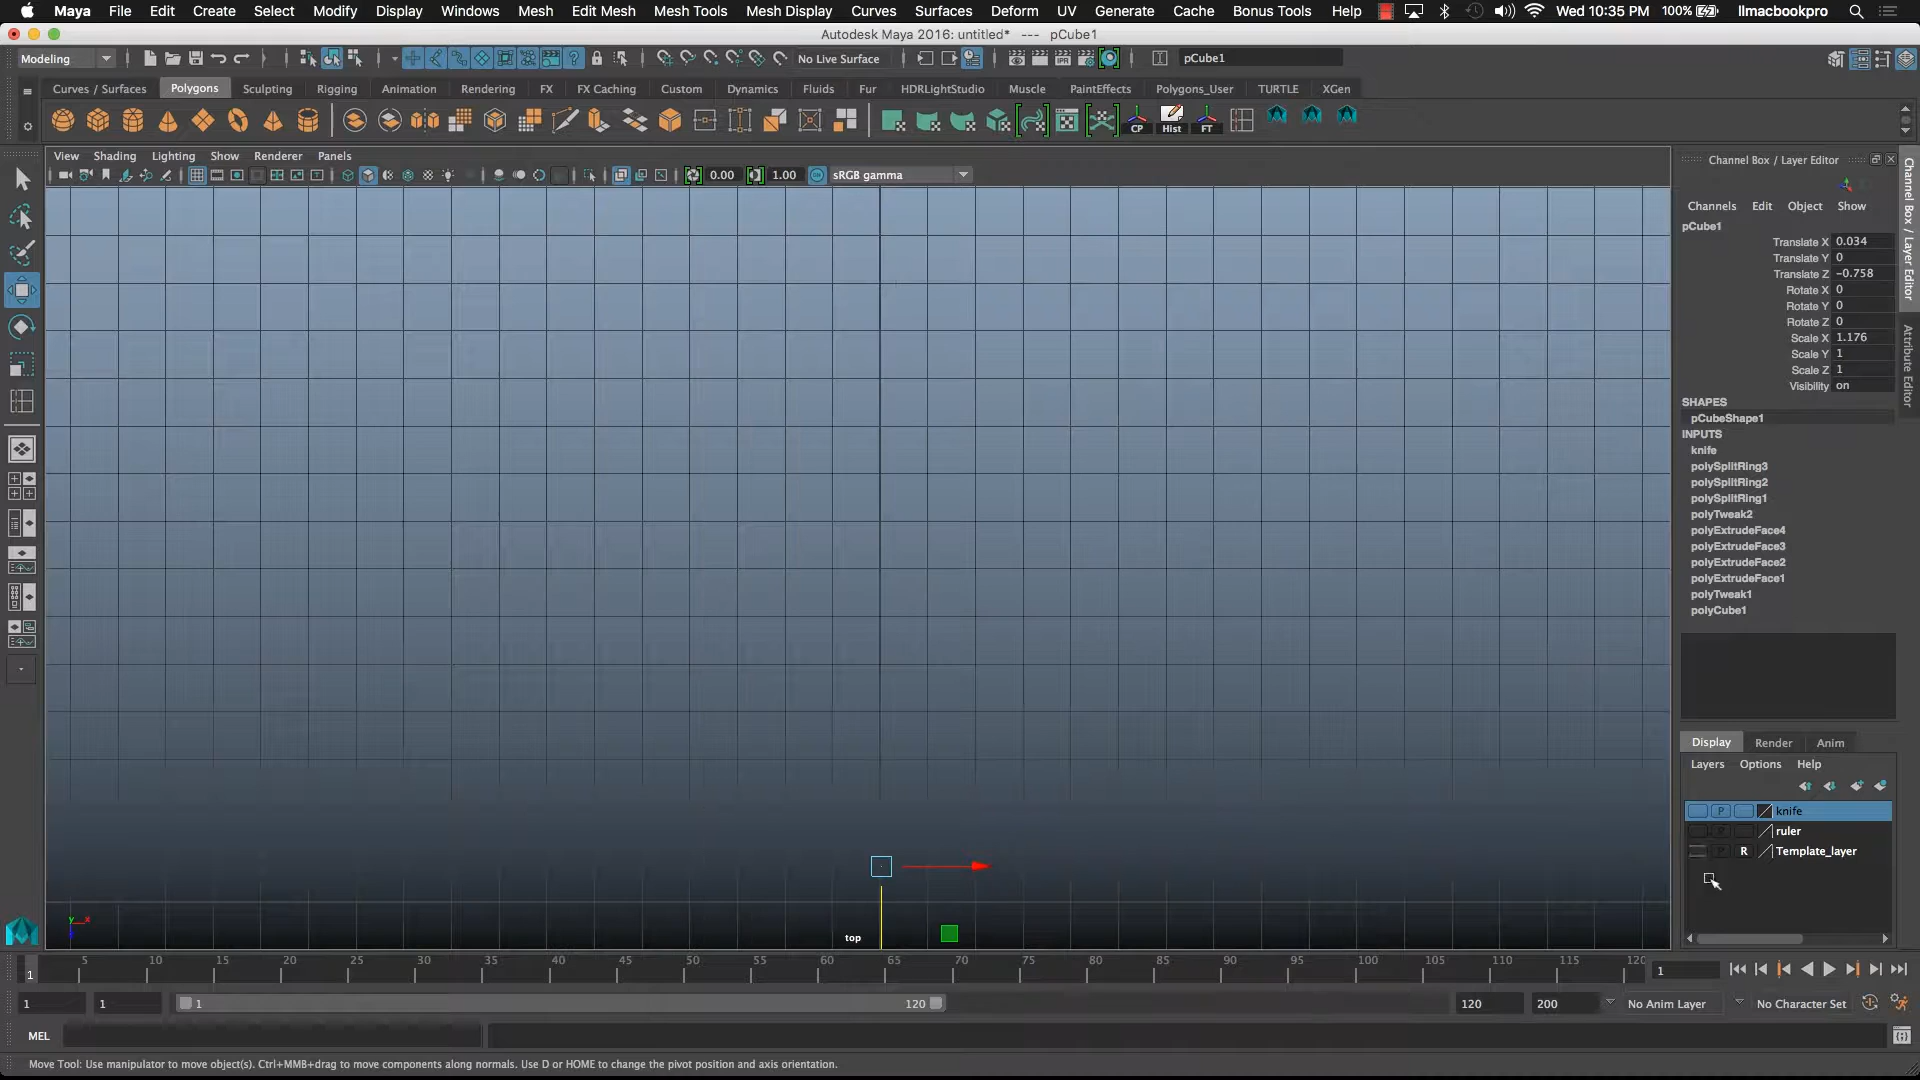 Maya File Edit Create Select Modify Display Windows Mesh Edit Mesh Mesh Tools Mesh Display Curves Surfaces Deform UV Generate Cache Bonus Tools Help Wed 10:35 PM 100% llmacbookpro
Autodesk Maya 2016: untitled* --- pCube1
Modeling No Live Surface IPR pCube1
Curves / Surfaces Polygons Sculpting Rigging Animation Rendering FX FX Caching Custom Dynamics Fluids Fur HDRLightStudio Muscle PaintEffects Polygons_User TURTLE XGen
CP Hist FT
View Shading Lighting Show Renderer Panels
0.00 1.00 ON sRGB gamma
Channel Box / Layer Editor
Channels Edit Object Show
pCube1
Translate X 0.034
Translate Y 0
Translate Z -0.758
Rotate X 0
Rotate Y 0
Rotate Z 0
Scale X 1.176
Scale Y 1
Scale Z 1
Visibility on
SHAPES
pCubeShape1
INPUTS
knife
polySplitRing3
polySplitRing2
polySplitRing1
polyTweak2
polyExtrudeFace4
polyExtrudeFace3
polyExtrudeFace2
polyExtrudeFace1
polyTweak1
polyCube1
Channel Box / Layer Editor
Attribute Editor
Display Render Anim
Layers Options Help
P knife
P ruler
P R Template_layer
y x
top
1 5 10 15 20 25 30 35 40 45 50 55 60 65 70 75 80 85 90 95 100 105 110 115 120 1
1 1 1 120 120 200 No Anim Layer No Character Set
MEL
Move Tool: Use manipulator to move object(s). Ctrl+MMB+drag to move components along normals. Use D or HOME to change the pivot position and axis orientation.